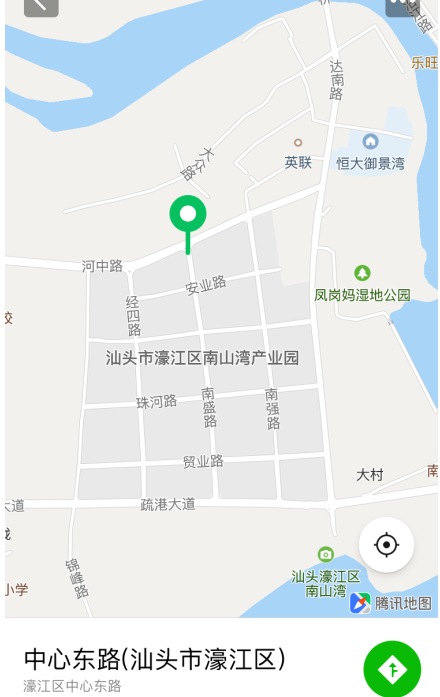 达南路
乐旺
大众路
英联
恒大御景湾
河中路
安业路
凤岗妈湿地公园
经四路
校
汕头市濠江区南山湾产业园
珠河路
南盛路
南强路
贸业路
大村
南
大道
疏港大道
小学
锦峰路
汕头濠江区
南山湾
腾讯地图
中心东路(汕头市濠江区)
濠江区中心东路